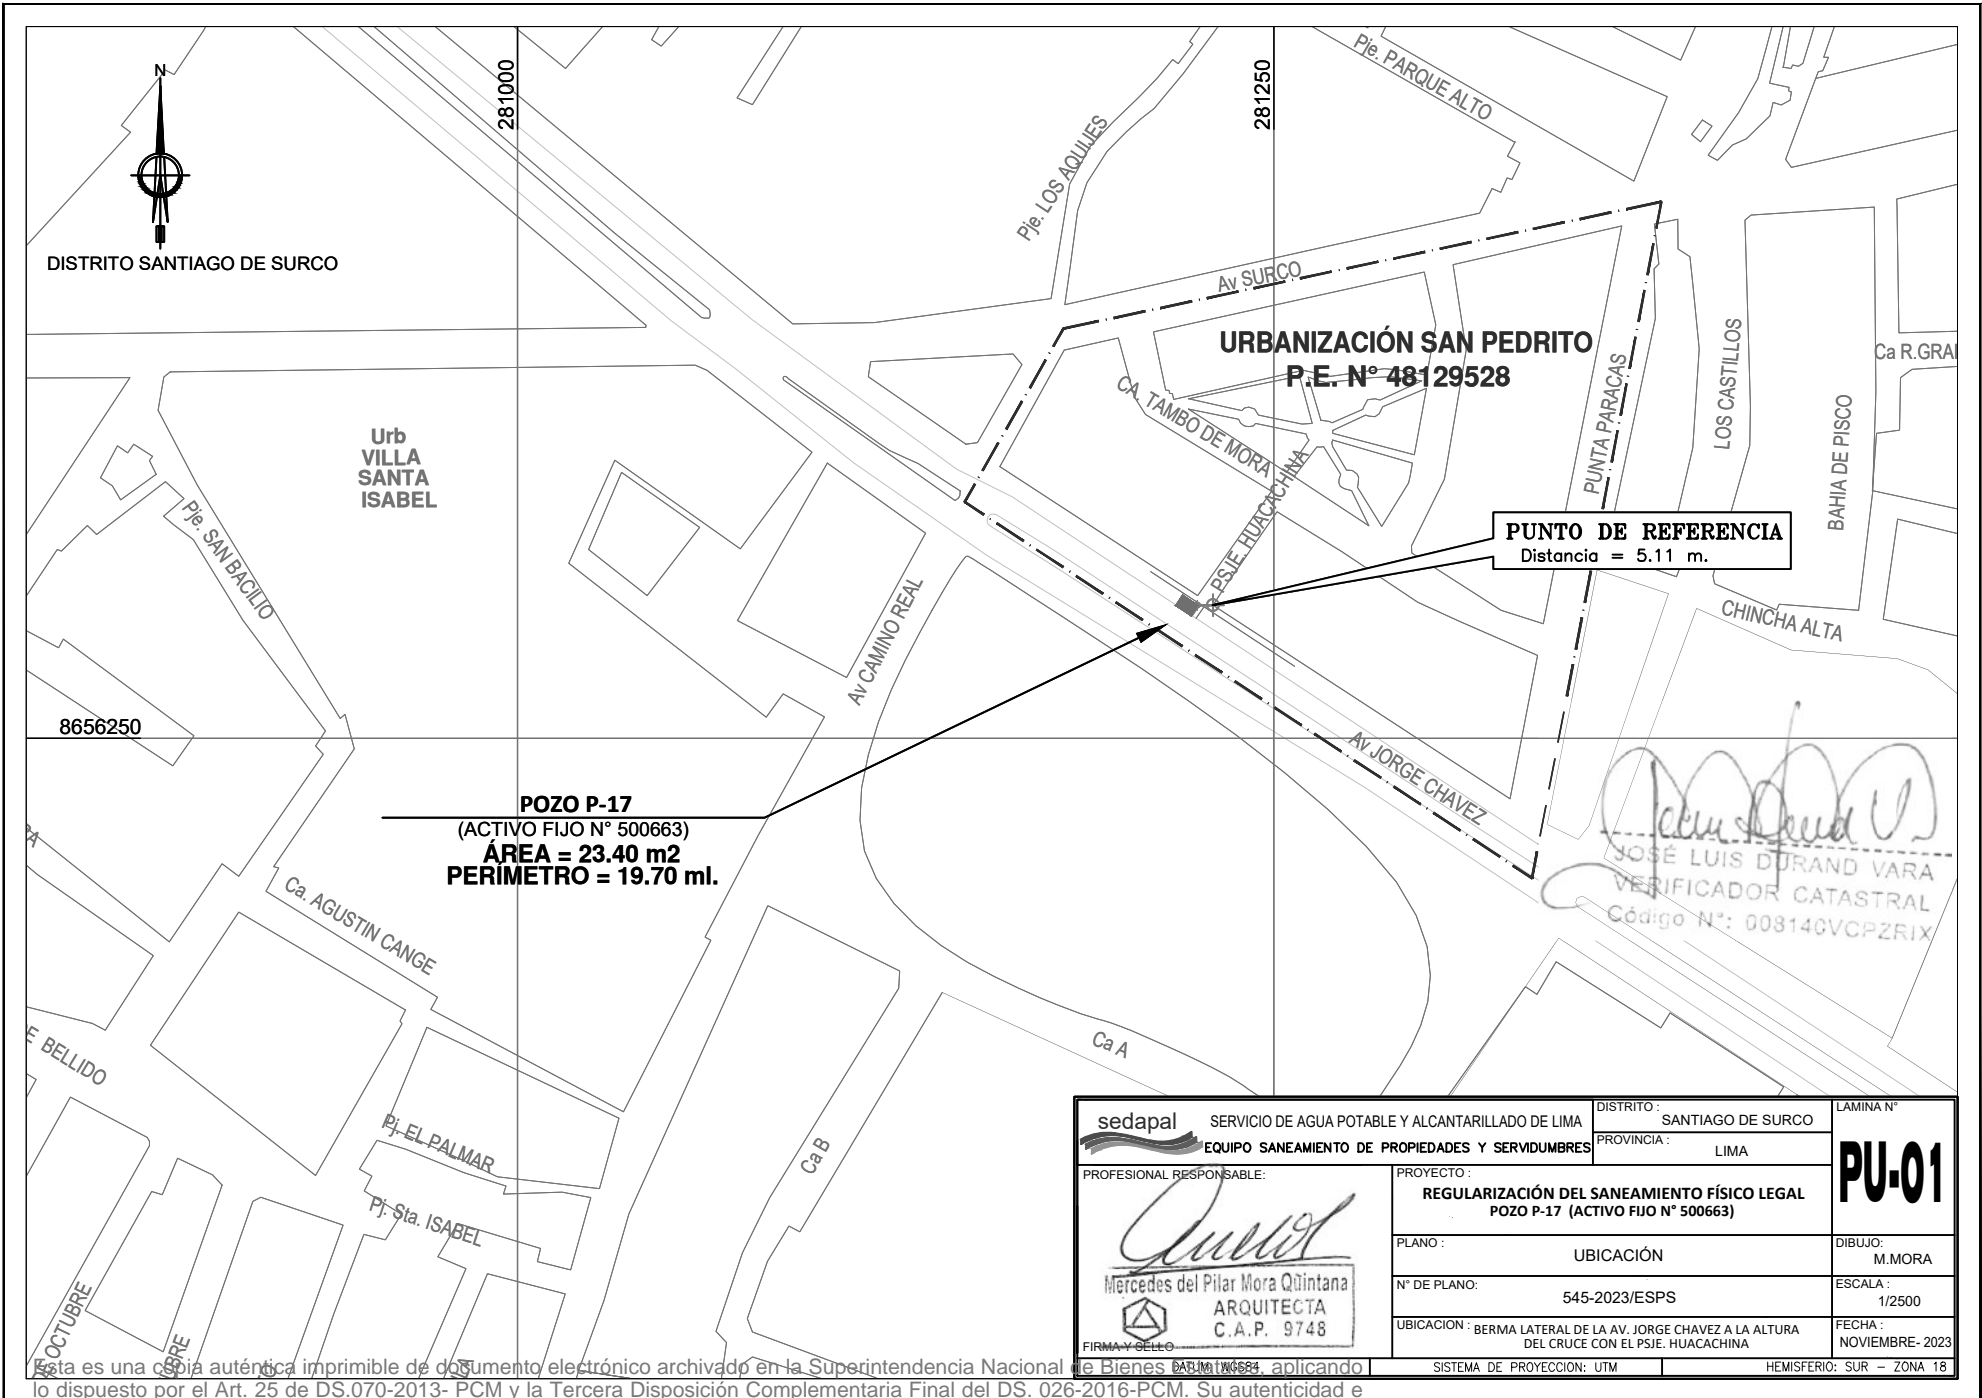 N
DISTRITO SANTIAGO DE SURCO
281000
281250
8656250
Pje. PARQUE ALTO
Pje. LOS AQUIJES
Av SURCO
URBANIZACIÓN SAN PEDRITO
P.E. N° 48129528
CA. TAMBO DE MORA
PSJE. HUACACHINA
PUNTA PARACAS
LOS CASTILLOS
BAHIA DE PISCO
Ca R.GRA
CHINCHA ALTA
Urb
VILLA
SANTA
ISABEL
Pje. SAN BACILIO
Av CAMINO REAL
PUNTO DE REFERENCIA
Distancia = 5.11 m.
Av JORGE CHAVEZ
POZO P-17
(ACTIVO FIJO N° 500663)
ÁREA = 23.40 m2
PERÍMETRO = 19.70 ml.
Ca. AGUSTIN CANGE
E BELLIDO
Pj. EL PALMAR
Pj. Sta. ISABEL
Ca B
Ca A
OCTUBRE
UBRE
JOSÉ LUIS DURAND VARA
VERIFICADOR CATASTRAL
Código N°: 008140VCPZRIX
sedapal
SERVICIO DE AGUA POTABLE Y ALCANTARILLADO DE LIMA
EQUIPO SANEAMIENTO DE PROPIEDADES Y SERVIDUMBRES
DISTRITO :
SANTIAGO DE SURCO
PROVINCIA :
LIMA
LAMINA N°
PU-01
PROFESIONAL RESPONSABLE:
Mercedes del Pilar Mora Quintana
ARQUITECTA
C.A.P. 9748
FIRMA Y SELLO
PROYECTO :
REGULARIZACIÓN DEL SANEAMIENTO FÍSICO LEGAL
POZO P-17 (ACTIVO FIJO N° 500663)
PLANO :
UBICACIÓN
DIBUJO:
M.MORA
N° DE PLANO:
545-2023/ESPS
ESCALA :
1/2500
UBICACION :
BERMA LATERAL DE LA AV. JORGE CHAVEZ A LA ALTURA
DEL CRUCE CON EL PSJE. HUACACHINA
FECHA :
NOVIEMBRE- 2023
DATUM: WGS84
SISTEMA DE PROYECCION: UTM
HEMISFERIO: SUR - ZONA 18
Esta es una copia auténtica imprimible de documento electrónico archivado en la Superintendencia Nacional de Bienes Estatales, aplicando
lo dispuesto por el Art. 25 de DS.070-2013- PCM y la Tercera Disposición Complementaria Final del DS. 026-2016-PCM. Su autenticidad e